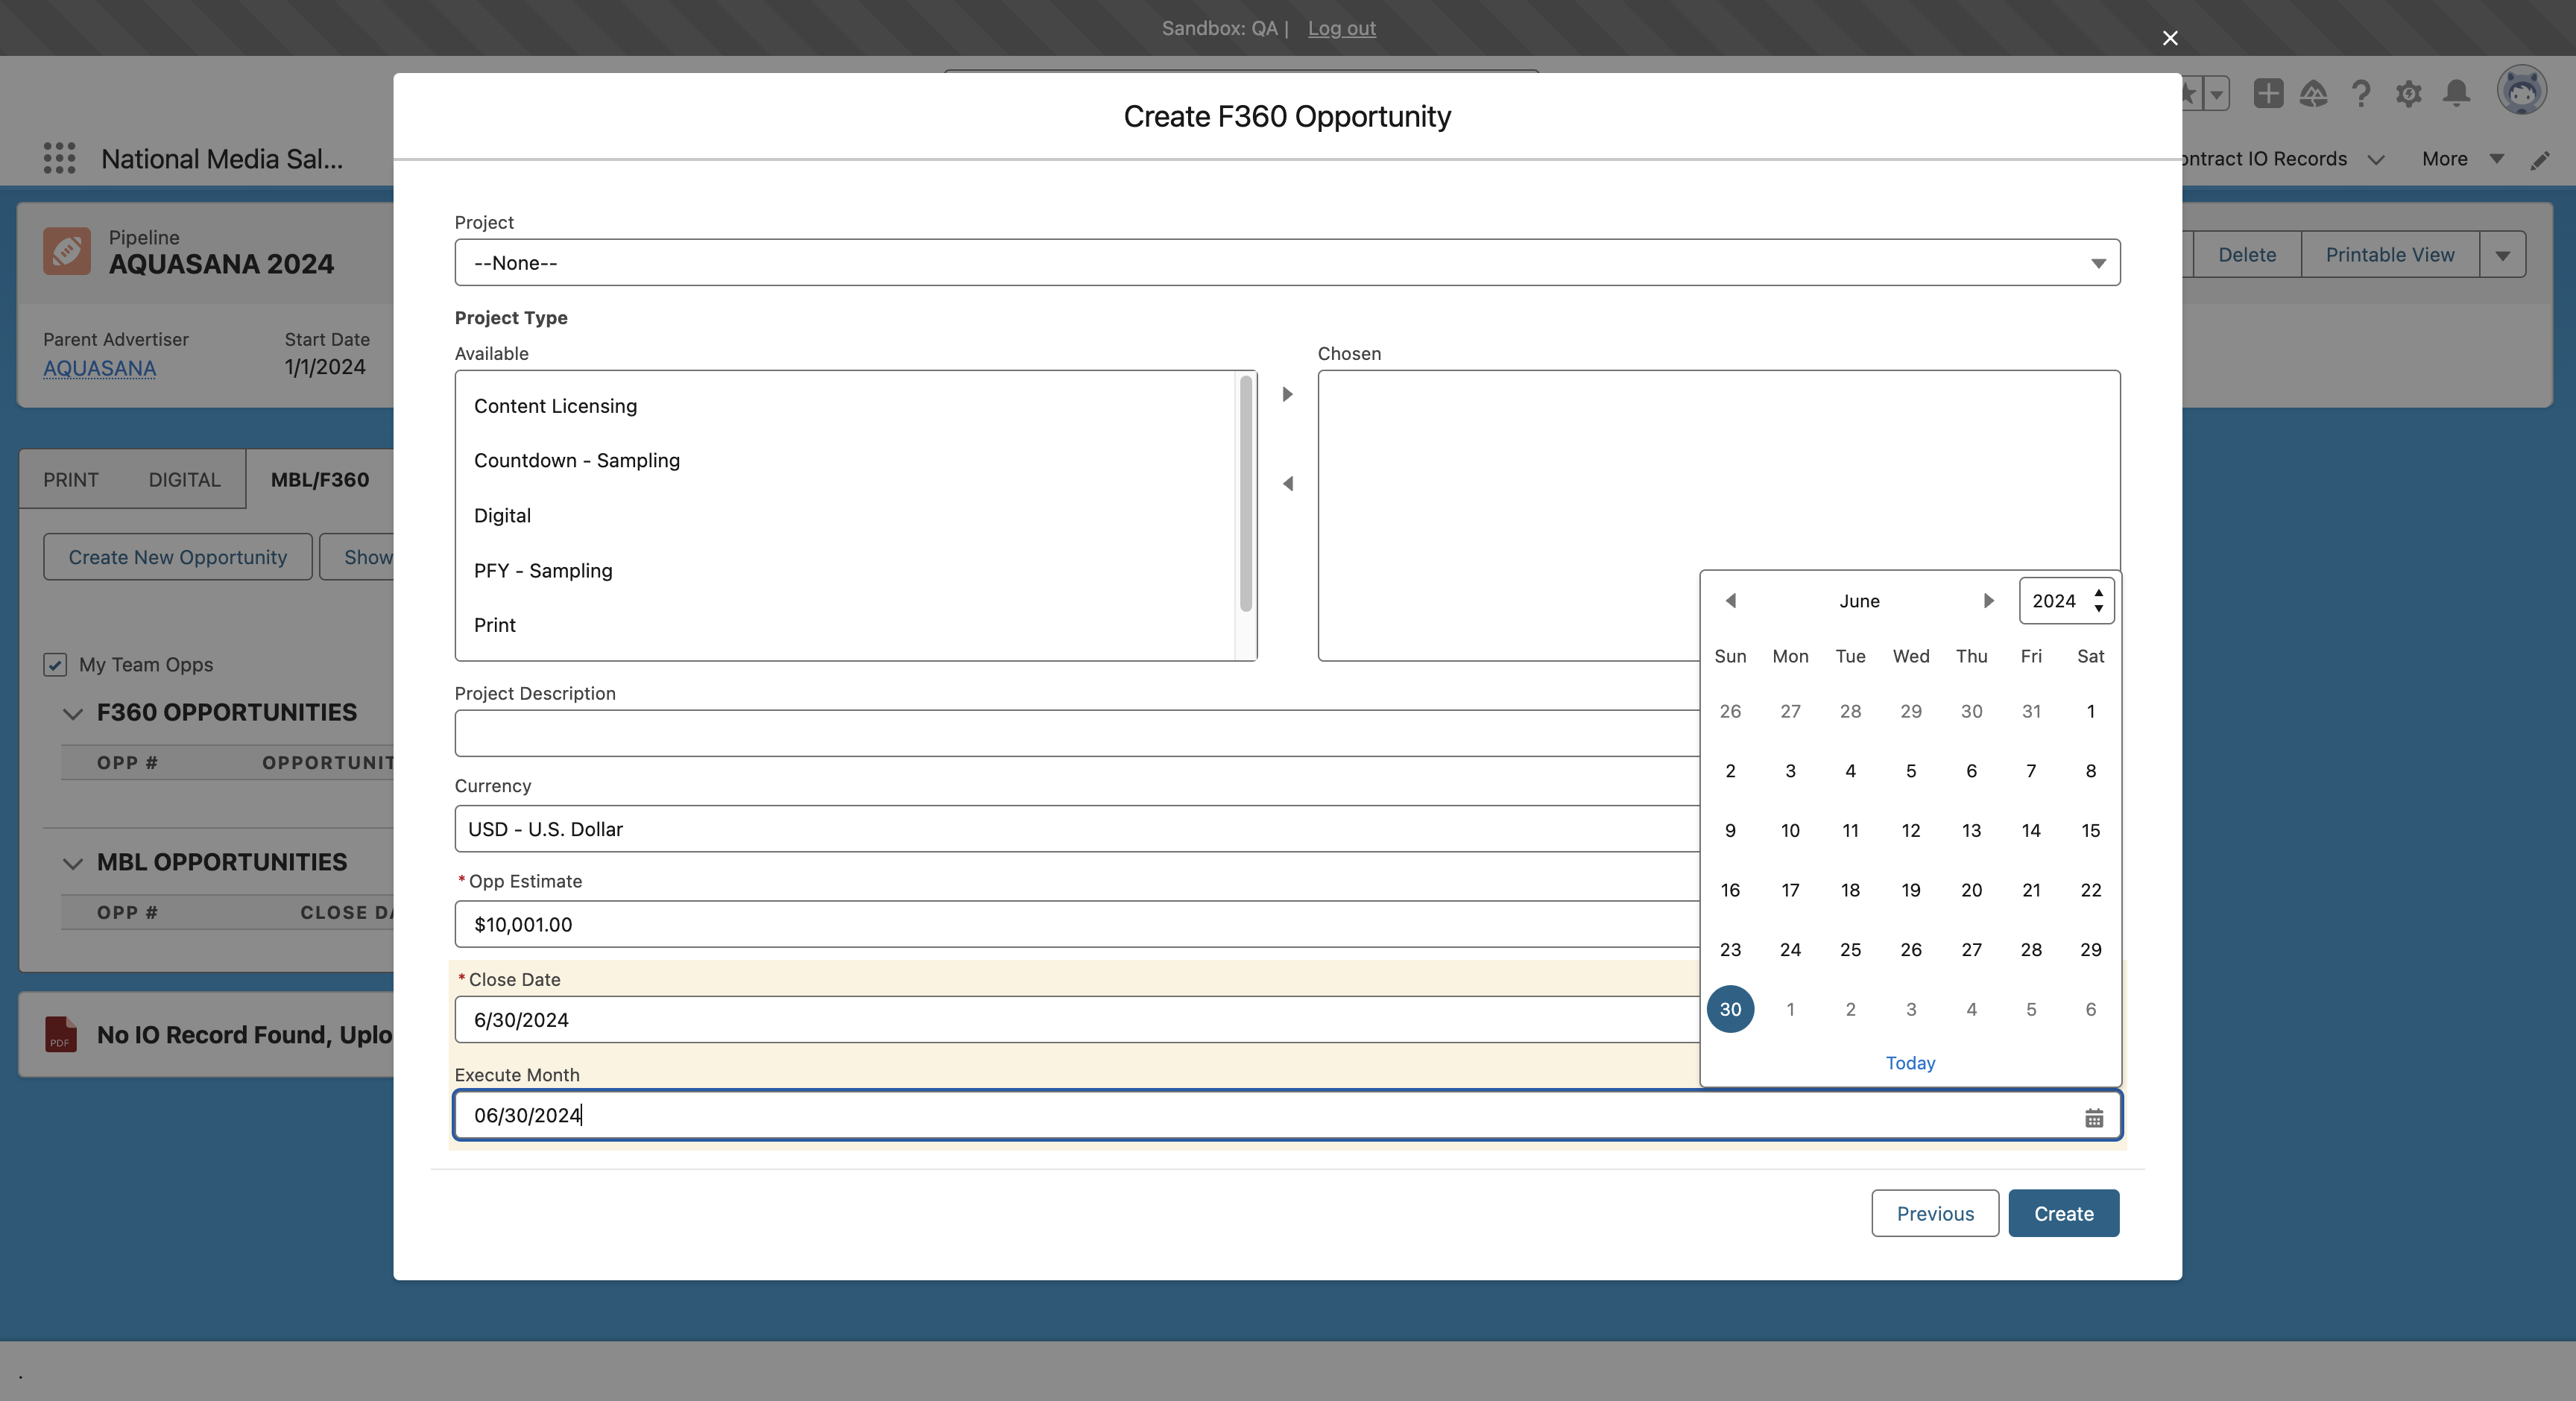 Sandbox: QA | Log out
Create F360 Opportunity
National Media Sal...
ontract IO Records
More
Pipeline
AQUASANA 2024
Delete
Printable View
Parent Advertiser
Start Date
AQUASANA
1/1/2024
PRINT
DIGITAL
MBL/F360
Create New Opportunity
Show
My Team Opps
F360 OPPORTUNITIES
OPP #
OPPORTUNIT
MBL OPPORTUNITIES
OPP #
CLOSE DA
PDF
No IO Record Found, Uplo
Project
--None--
Project Type
Available
Chosen
Content Licensing
Countdown - Sampling
Digital
PFY - Sampling
Print
Project Description
Currency
USD - U.S. Dollar
* Opp Estimate
$10,001.00
* Close Date
6/30/2024
Execute Month
06/30/2024
June
2024
Sun Mon Tue Wed Thu Fri Sat
26 27 28 29 30 31 1
2 3 4 5 6 7 8
9 10 11 12 13 14 15
16 17 18 19 20 21 22
23 24 25 26 27 28 29
30 1 2 3 4 5 6
Today
Previous
Create
.